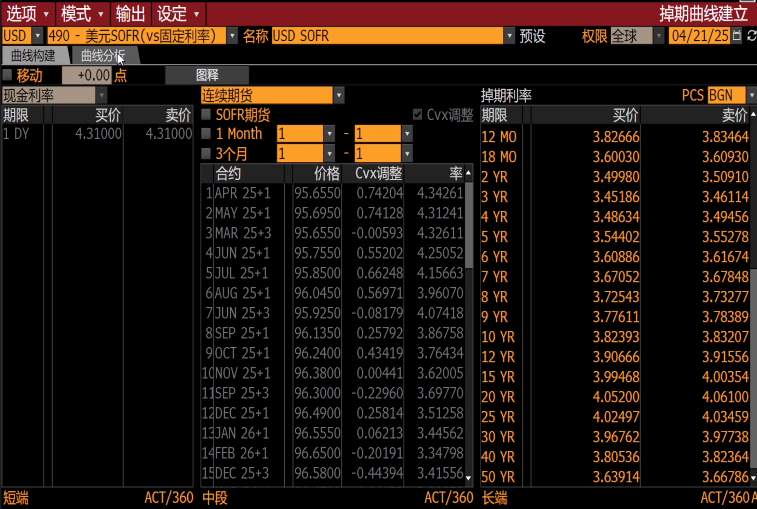 选项 模式 输出 设定 掉期曲线建立
USD 490 - 美元SOFR(vs固定利率) 名称 USD SOFR 预设 权限 全球 04/21/25
曲线构建 曲线分析
移动 +0.00 点 图释
现金利率 连续期货 掉期利率 PCS BGN
期限 买价 卖价 SOFR期货 Cvx调整 期限 买价 卖价
1 DY 4.31000 4.31000 1 Month 1 - 1 12 MO 3.82666 3.83464
3个月 1 - 1 18 MO 3.60030 3.60930
合约 价格 Cvx调整 率 2 YR 3.49980 3.50910
1 APR 25+1 95.6550 0.74204 4.34261 3 YR 3.45186 3.46114
2 MAY 25+1 95.6950 0.74128 4.31241 4 YR 3.48634 3.49456
3 MAR 25+3 95.6550 -0.00593 4.32611 5 YR 3.54402 3.55278
4 JUN 25+1 95.7550 0.55202 4.25052 6 YR 3.60886 3.61674
5 JUL 25+1 95.8500 0.66248 4.15663 7 YR 3.67052 3.67848
6 AUG 25+1 96.0450 0.56971 3.96070 8 YR 3.72543 3.73277
7 JUN 25+3 95.9250 -0.08179 4.07418 9 YR 3.77611 3.78389
8 SEP 25+1 96.1350 0.25792 3.86758 10 YR 3.82393 3.83207
9 OCT 25+1 96.2400 0.43419 3.76434 12 YR 3.90666 3.91556
10 NOV 25+1 96.3800 0.00441 3.62005 15 YR 3.99468 4.00354
11 SEP 25+3 96.3000 -0.22960 3.69770 20 YR 4.05200 4.06100
12 DEC 25+1 96.4900 0.25814 3.51258 25 YR 4.02497 4.03459
13 JAN 26+1 96.5550 0.06213 3.44562 30 YR 3.96762 3.97738
14 FEB 26+1 96.6500 -0.20191 3.34798 40 YR 3.80536 3.82364
15 DEC 25+3 96.5800 -0.44394 3.41556 50 YR 3.63914 3.66786
短端 ACT/360 中段 ACT/360 长端 ACT/360 A